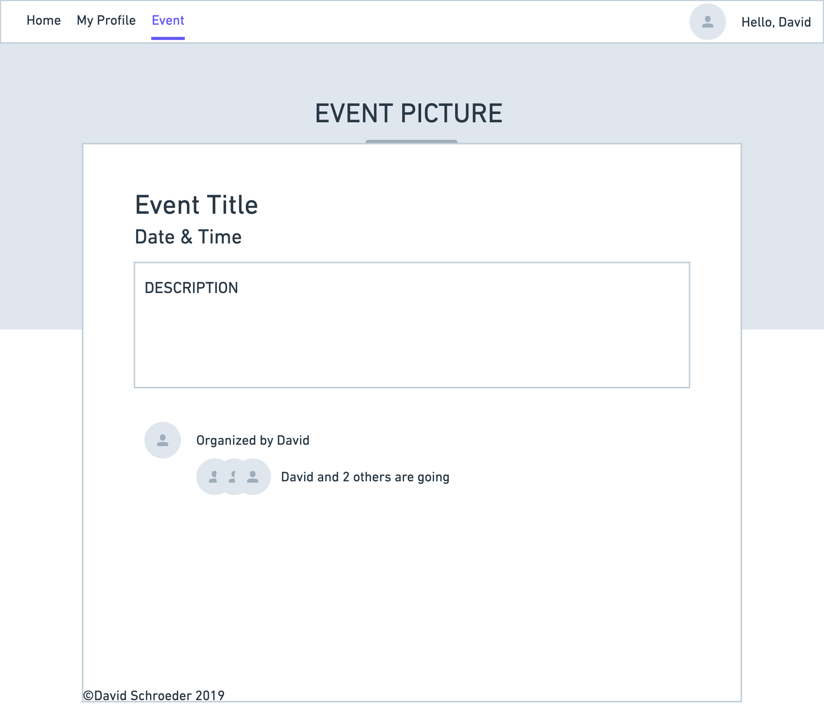 Home My Profile Event Hello, David
EVENT PICTURE
Event Title
Date & Time
DESCRIPTION
Organized by David
David and 2 others are going
©David Schroeder 2019